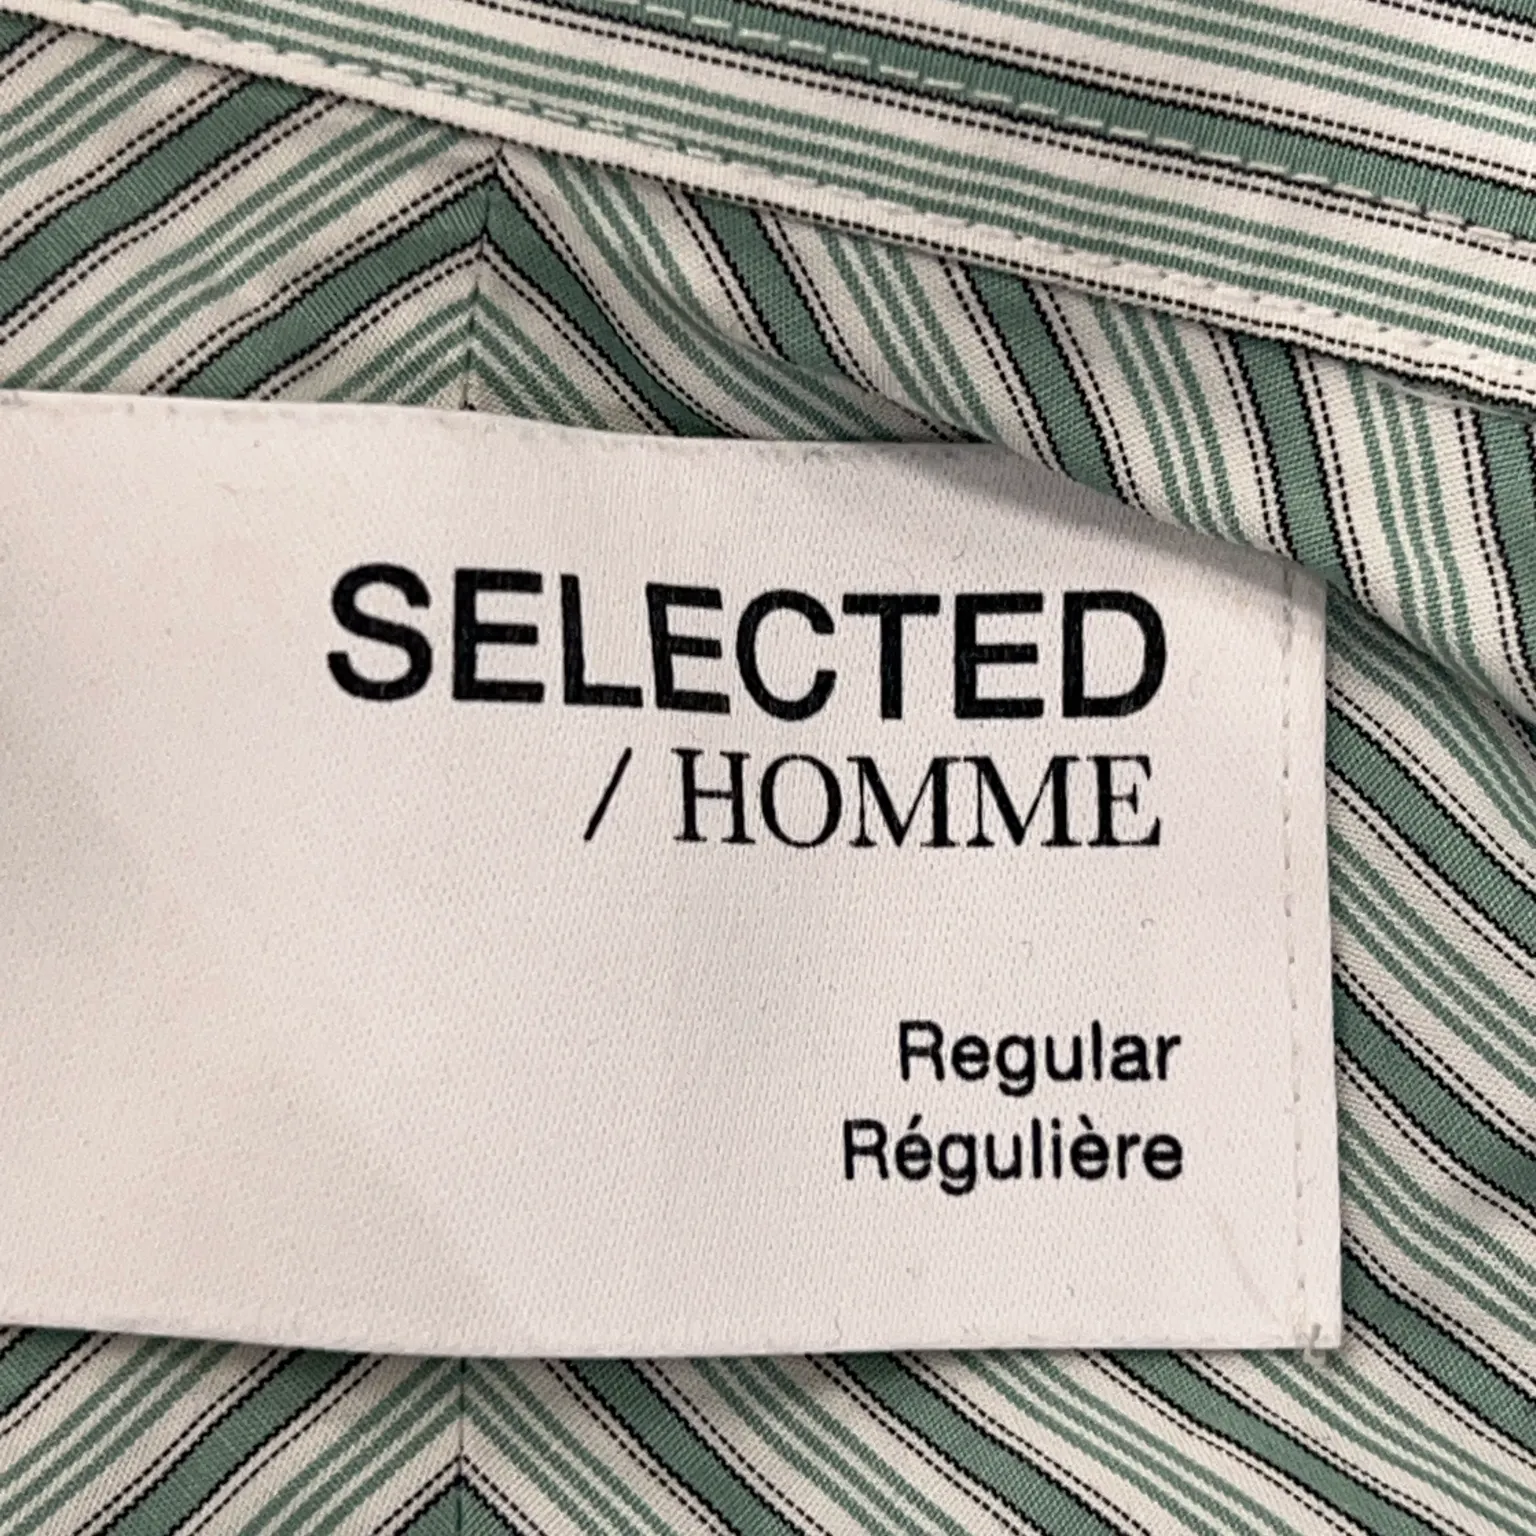 SELECTED
/ HOMME
Regular
Régulière